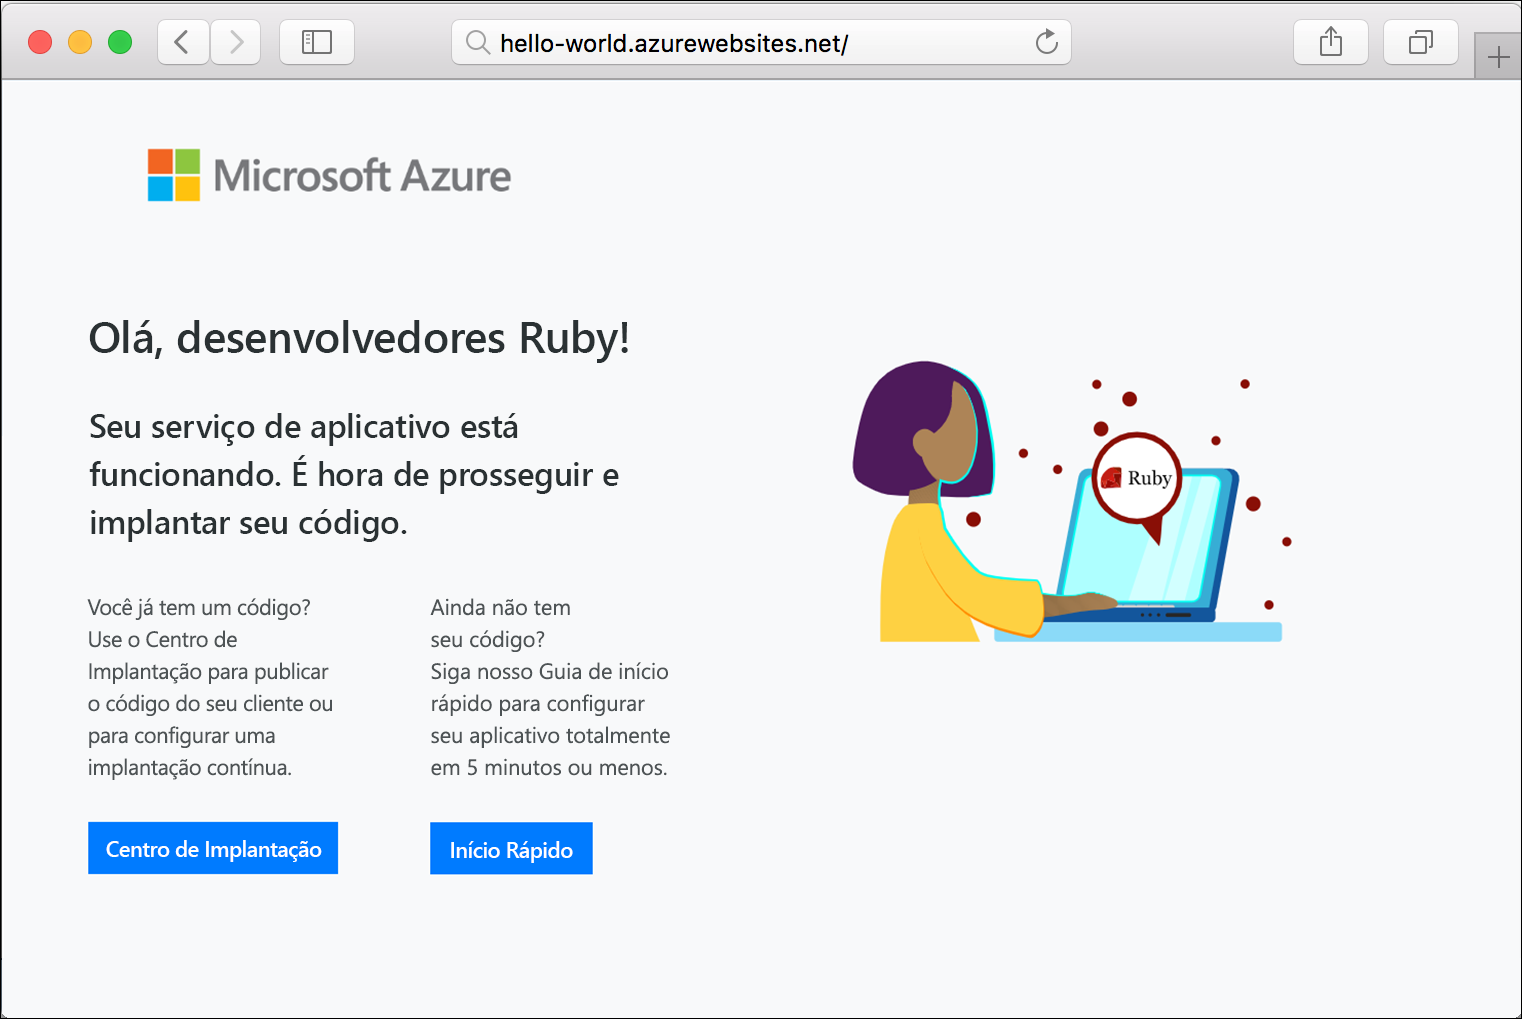 hello-world.azurewebsites.net/
Microsoft Azure
Olá, desenvolvedores Ruby!
Seu serviço de aplicativo está
funcionando. É hora de prosseguir e
implantar seu código.
Você já tem um código?
Use o Centro de
Implantação para publicar
o código do seu cliente ou
para configurar uma
implantação contínua.
Centro de Implantação
Ainda não tem
seu código?
Siga nosso Guia de início
rápido para configurar
seu aplicativo totalmente
em 5 minutos ou menos.
Início Rápido
Ruby